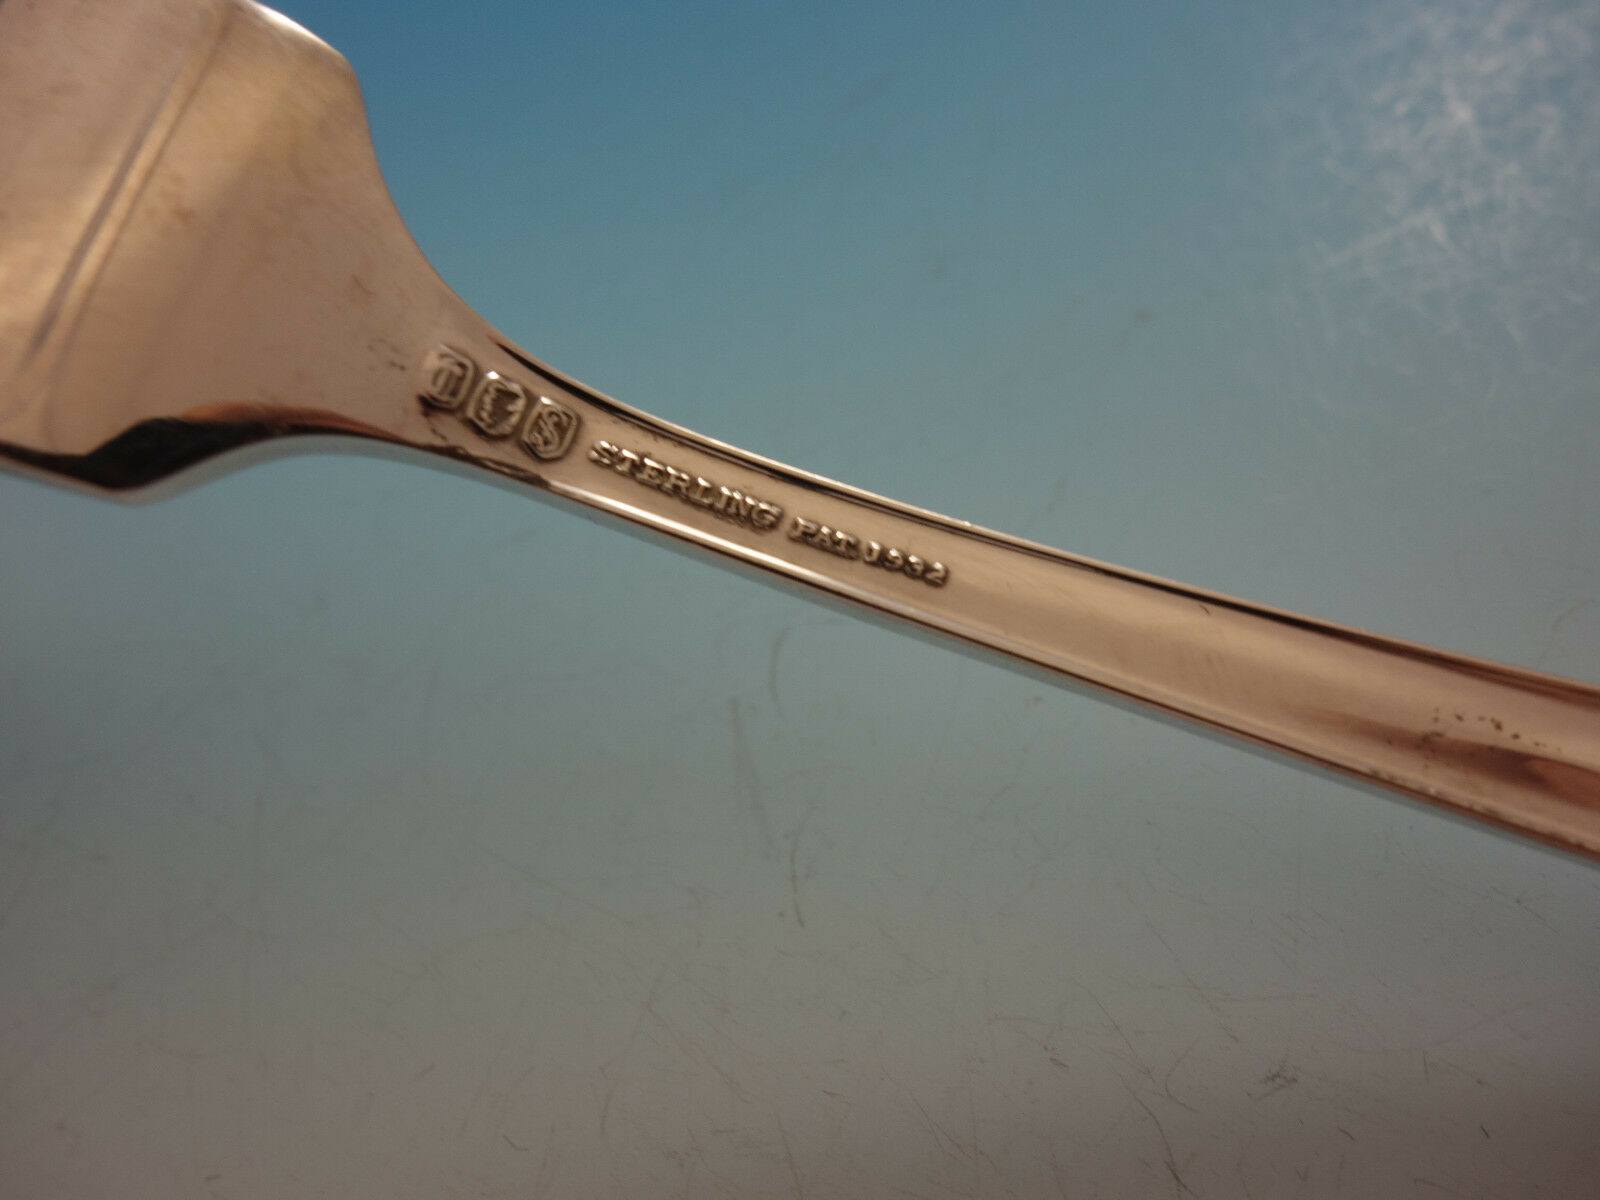 STERLING PAT. 1932